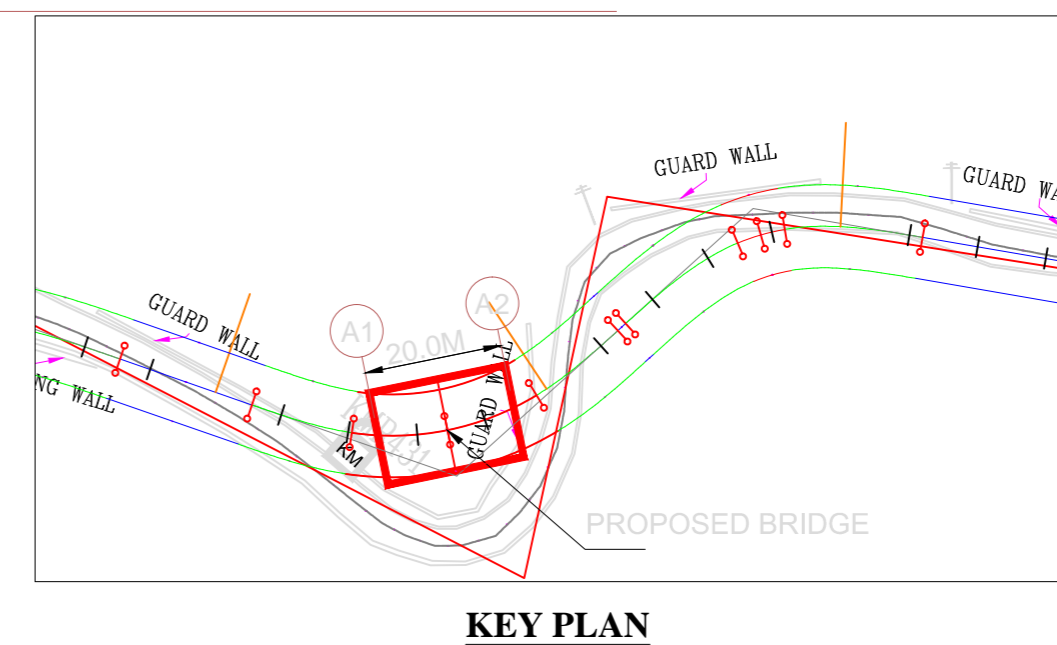 GUARD WALL
GUARD WA
GUARD WALL
A1
A2
20.0M
GUARD WALL
NG WALL
KM
PROPOSED BRIDGE
KEY PLAN